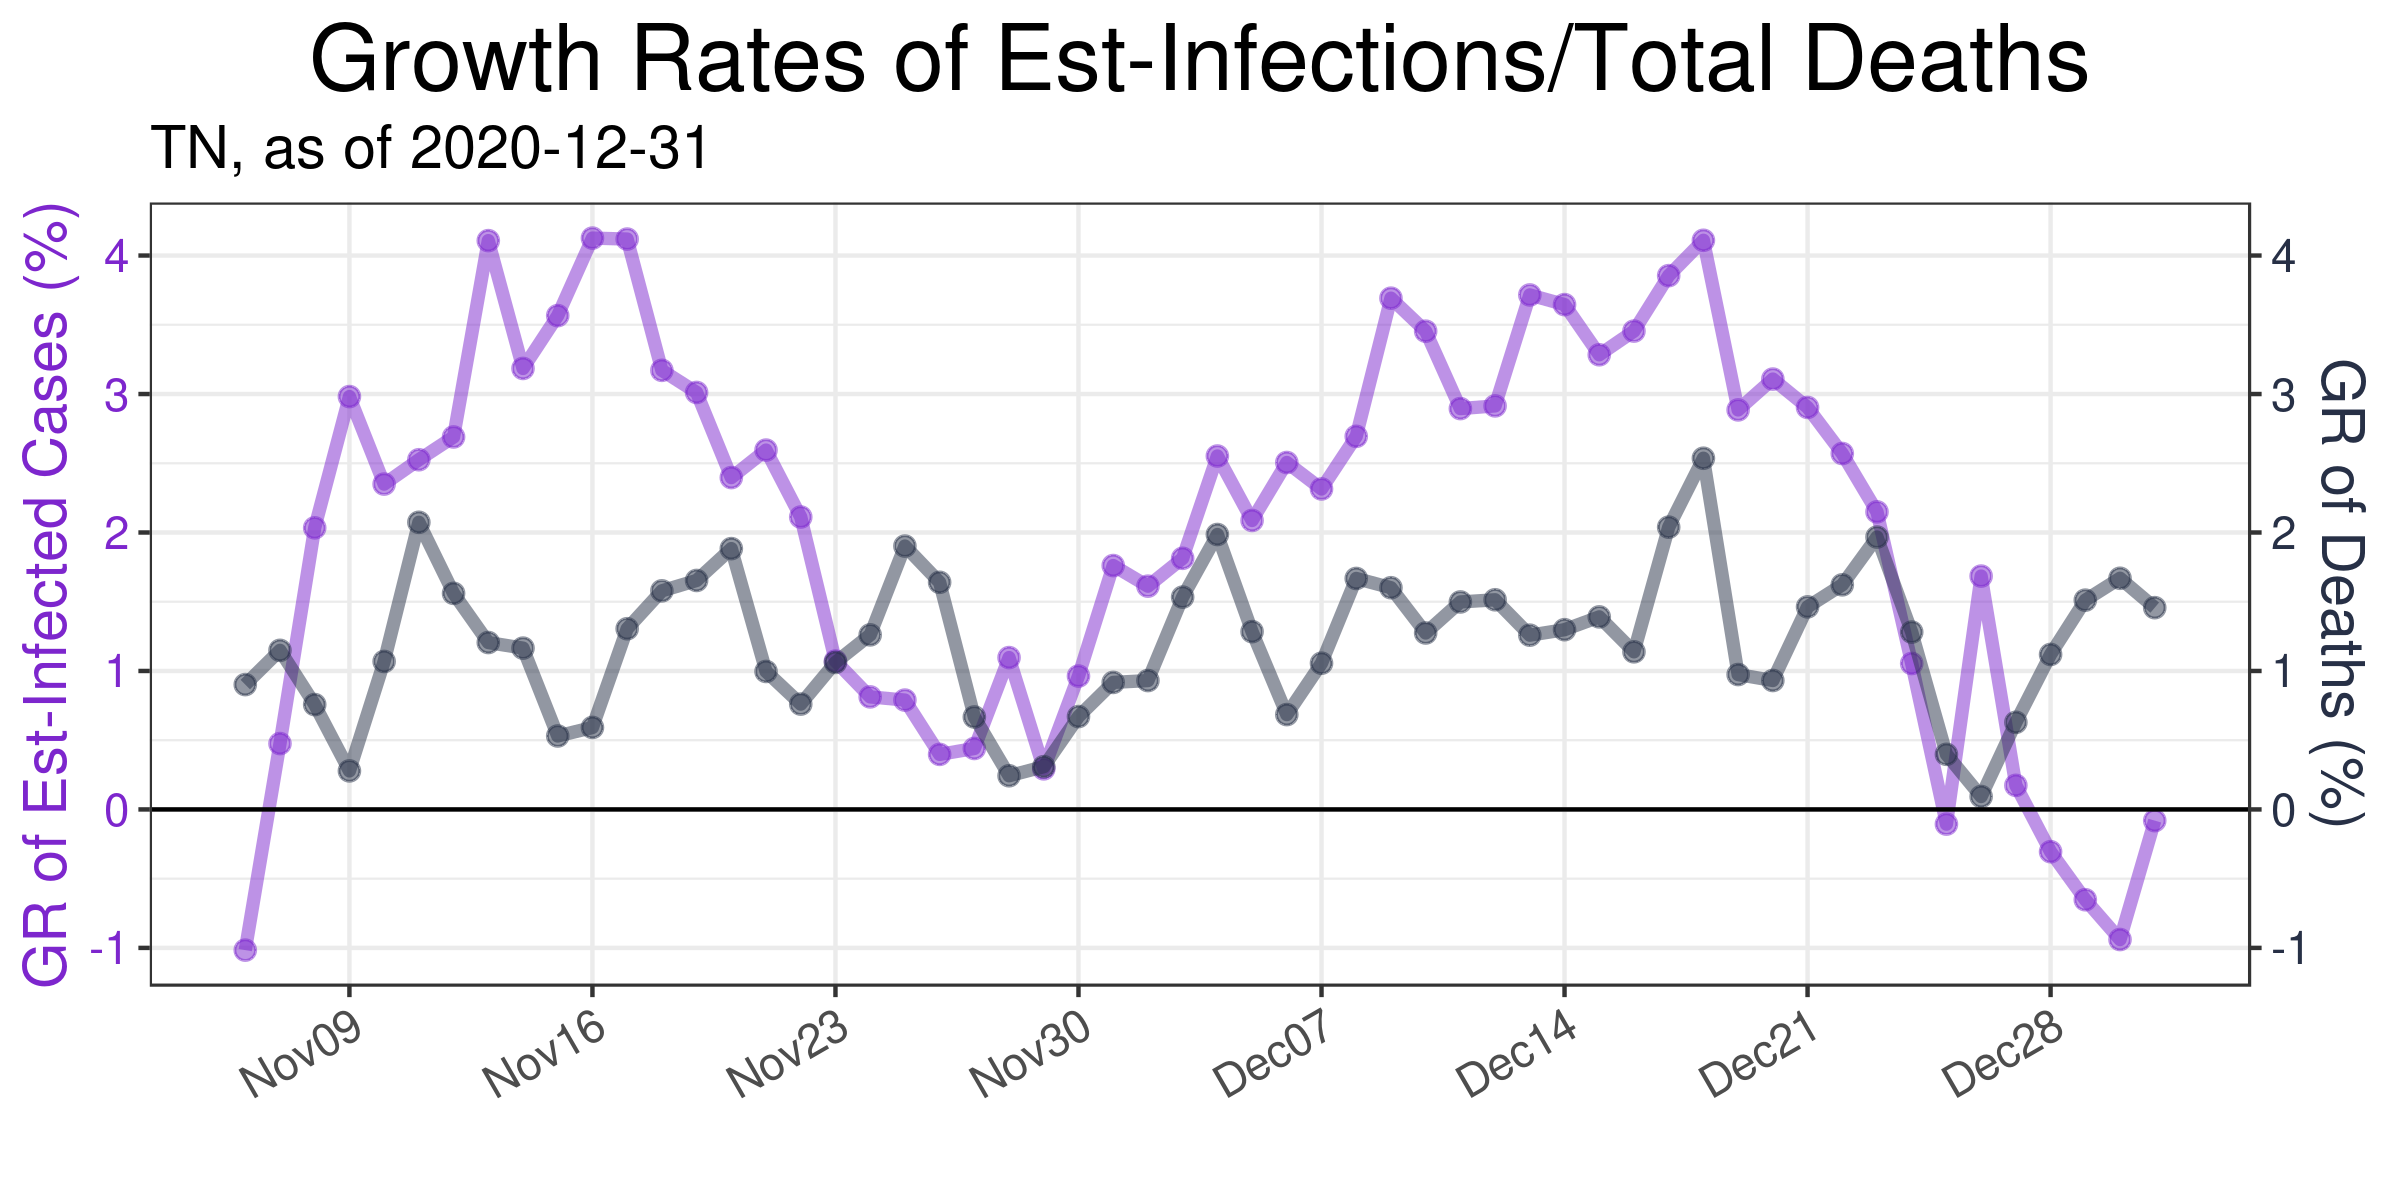 Growth Rates of Est-Infections/Total Deaths
TN, as of 2020-12-31
GR of Est-Infected Cases (%)
4
3
2
1
0
-1
4
3
2
1
0
-1
GR of Deaths (%)
Nov09
Nov16
Nov23
Nov30
Dec07
Dec14
Dec21
Dec28